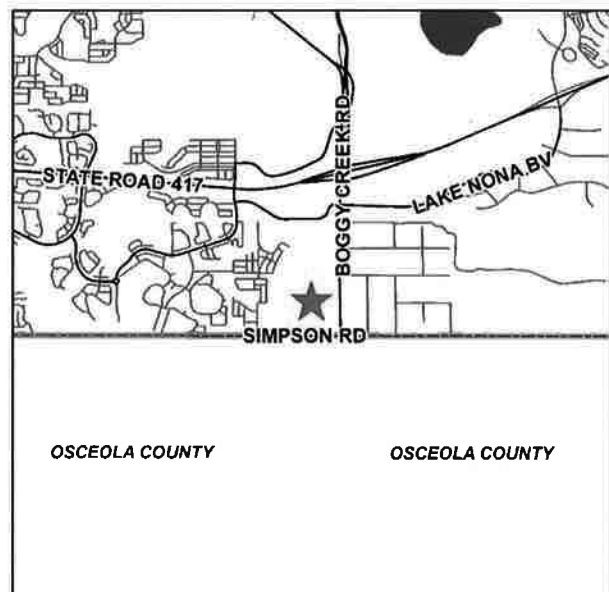 STATE ROAD 417
BOGGY CREEK RD
LAKE NONA BV
SIMPSON RD
OSCEOLA COUNTY
OSCEOLA COUNTY